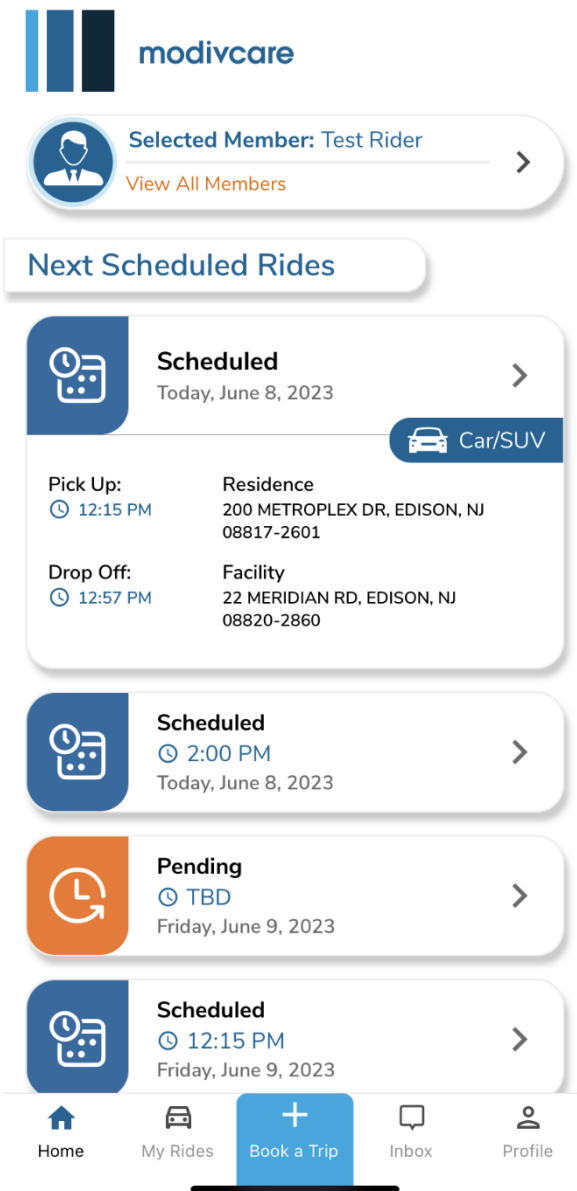 modivcare
Selected Member: Test Rider
View All Members
Next Scheduled Rides
Scheduled
Today, June 8, 2023
Car/SUV
Pick Up:
12:15 PM
Residence
200 METROPLEX DR, EDISON, NJ
08817-2601
Drop Off:
12:57 PM
Facility
22 MERIDIAN RD, EDISON, NJ
08820-2860
Scheduled
2:00 PM
Today, June 8, 2023
Pending
TBD
Friday, June 9, 2023
Scheduled
12:15 PM
Friday, June 9, 2023
Home
My Rides
Book a Trip
Inbox
Profile